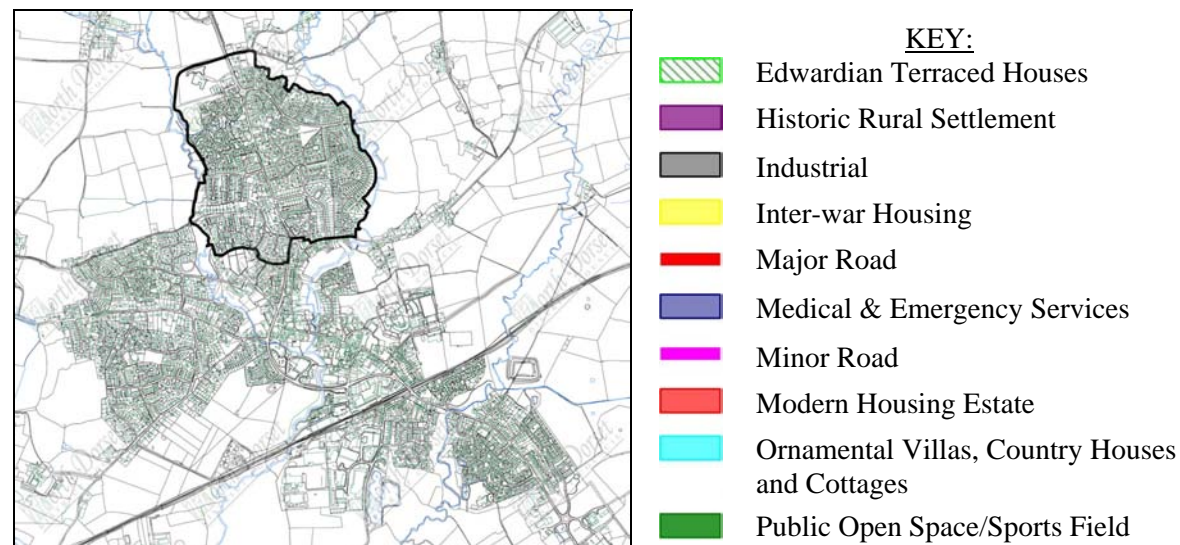 KEY:
Edwardian Terraced Houses
Historic Rural Settlement
Industrial
Inter-war Housing
Major Road
Medical & Emergency Services
Minor Road
Modern Housing Estate
Ornamental Villas, Country Houses
and Cottages
Public Open Space/Sports Field